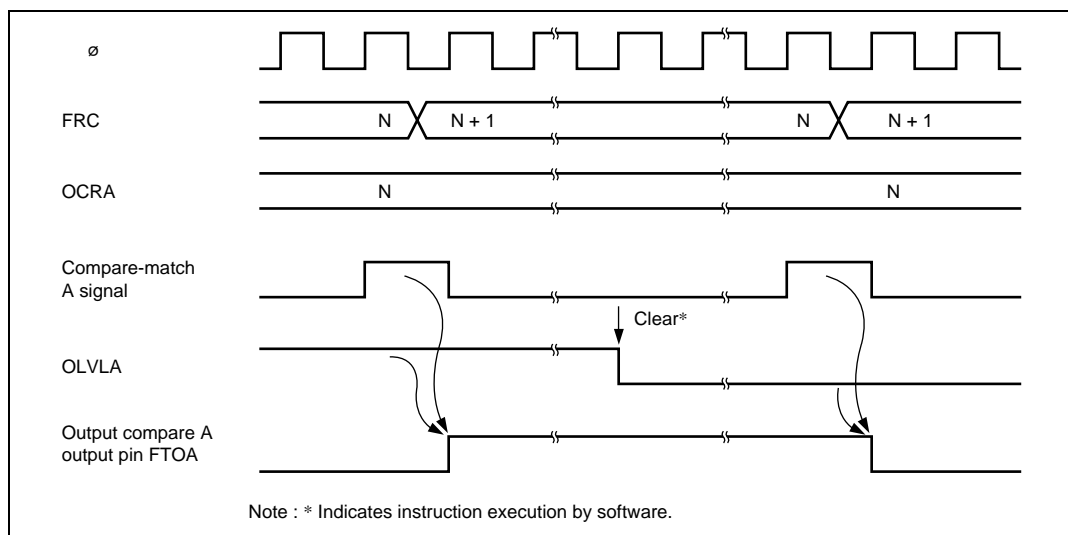 ø
FRC N N + 1 N N + 1
OCRA N N
Compare-match
A signal
Clear*
OLVLA
Output compare A
output pin FTOA
Note : * Indicates instruction execution by software.